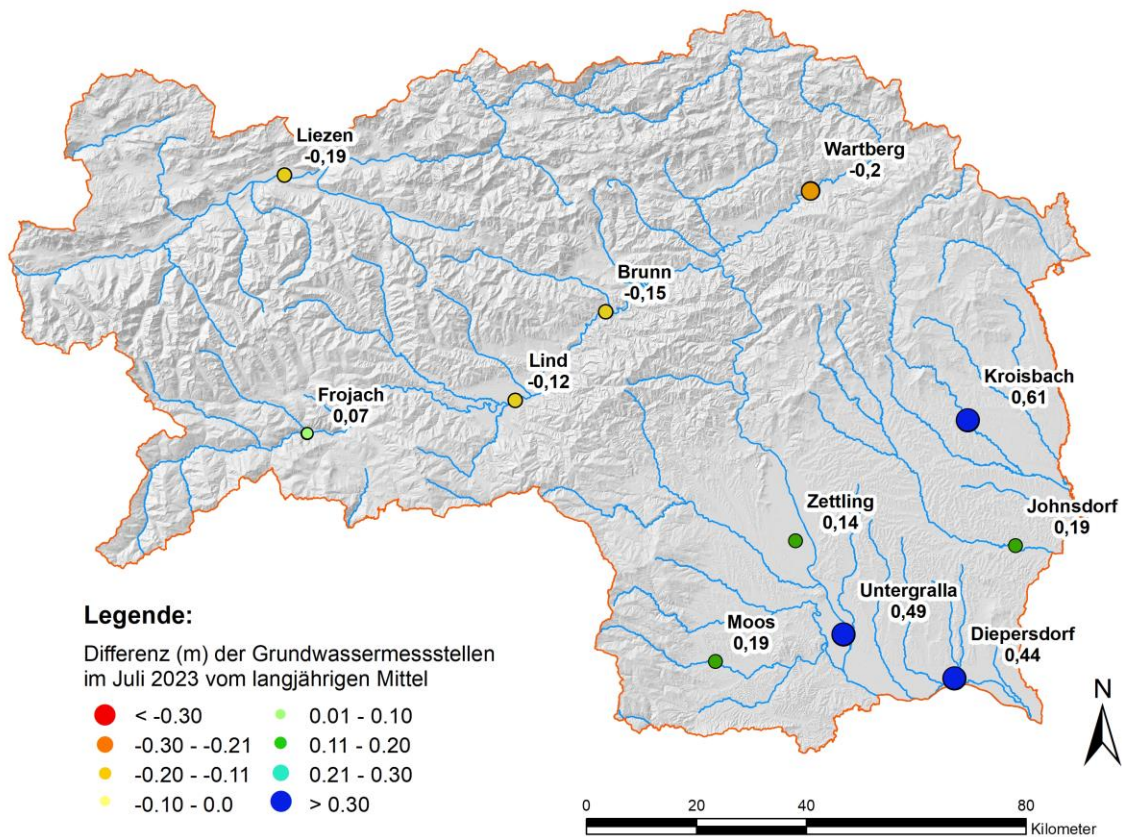 Liezen
-0,19
Wartberg
-0,2
Brunn
-0,15
Lind
-0,12
Frojach
0,07
Kroisbach
0,61
Zettling
0,14
Johnsdorf
0,19
Untergralla
0,49
Moos
0,19
Diepersdorf
0,44
Legende:
Differenz (m) der Grundwassermessstellen
im Juli 2023 vom langjährigen Mittel
< -0.30
-0.30 - -0.21
-0.20 - -0.11
-0.10 - 0.0
0.01 - 0.10
0.11 - 0.20
0.21 - 0.30
> 0.30
N
0 20 40 80
Kilometer